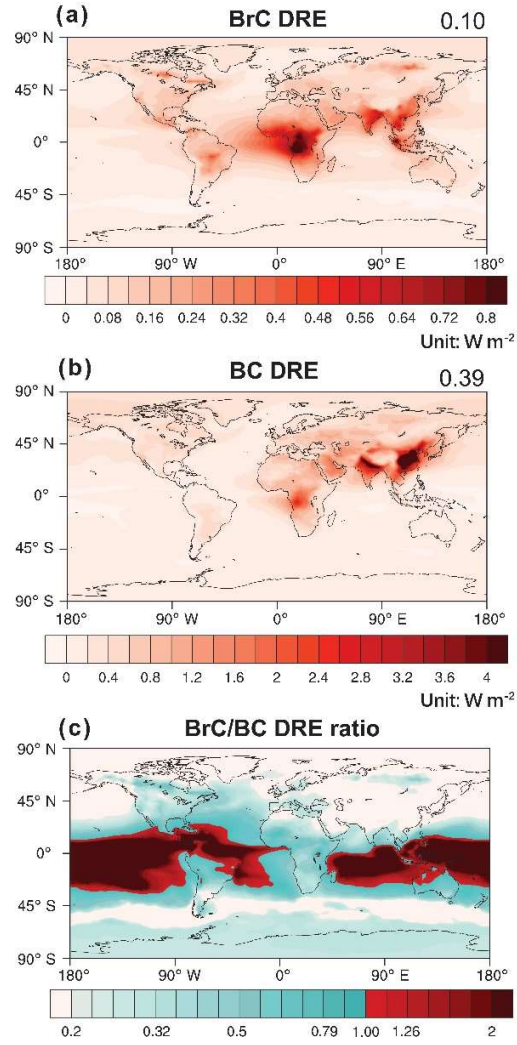 (a) BrC DRE 0.10
90° N
45° N
0°
45° S
90° S
180° 90° W 0° 90° E 180°
0 0.08 0.16 0.24 0.32 0.4 0.48 0.56 0.64 0.72 0.8
Unit: W m⁻²
(b) BC DRE 0.39
90° N
45° N
0°
45° S
90° S
180° 90° W 0° 90° E 180°
0 0.4 0.8 1.2 1.6 2 2.4 2.8 3.2 3.6 4
Unit: W m⁻²
(c) BrC/BC DRE ratio
90° N
45° N
0°
45° S
90° S
180° 90° W 0° 90° E 180°
0.2 0.32 0.5 0.79 1.00 1.26 2